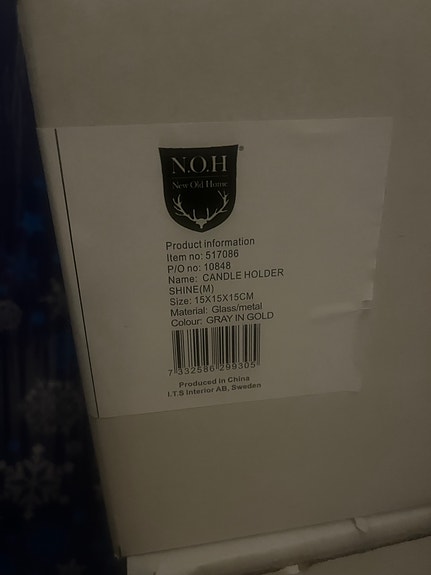 N.O.H
New Old Home
Product information
Item no: 517086
P/O no: 10848
Name: CANDLE HOLDER
SHINE(M)
Size: 15X15X15CM
Material: Glass/metal
Colour: GRAY IN GOLD
7 332586 299305
Produced in China
I.T.S Interior AB, Sweden